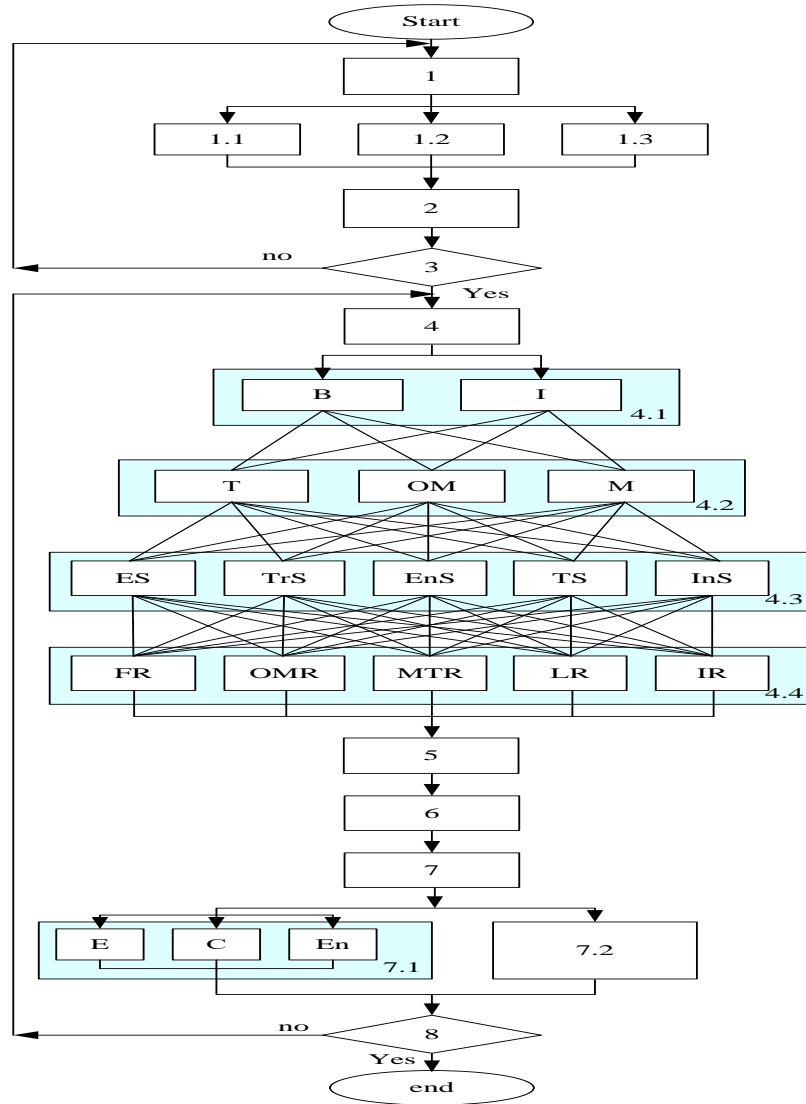 Start
1
1.1 1.2 1.3
2
no
3
Yes
4
B I
4.1
T OM M
4.2
ES TrS EnS TS InS
4.3
FR OMR MTR LR IR
4.4
5
6
7
E C En
7.1
7.2
no
8
Yes
end